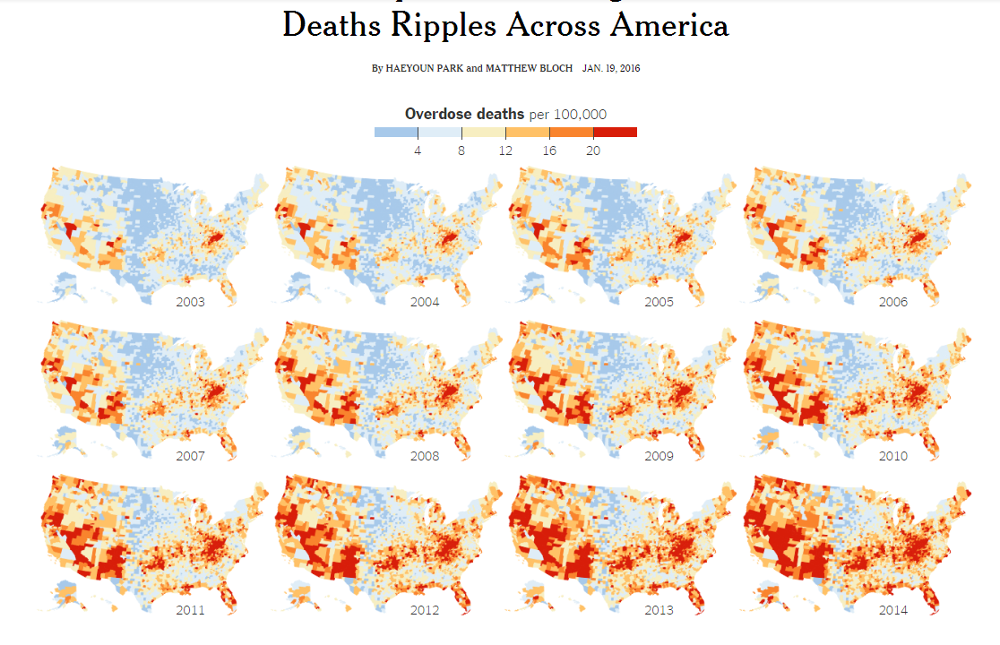 Deaths Ripples Across America
By HAEYOUN PARK and MATTHEW BLOCH JAN. 19, 2016
Overdose deaths per 100,000
4 8 12 16 20
2003 2004 2005 2006
2007 2008 2009 2010
2011 2012 2013 2014